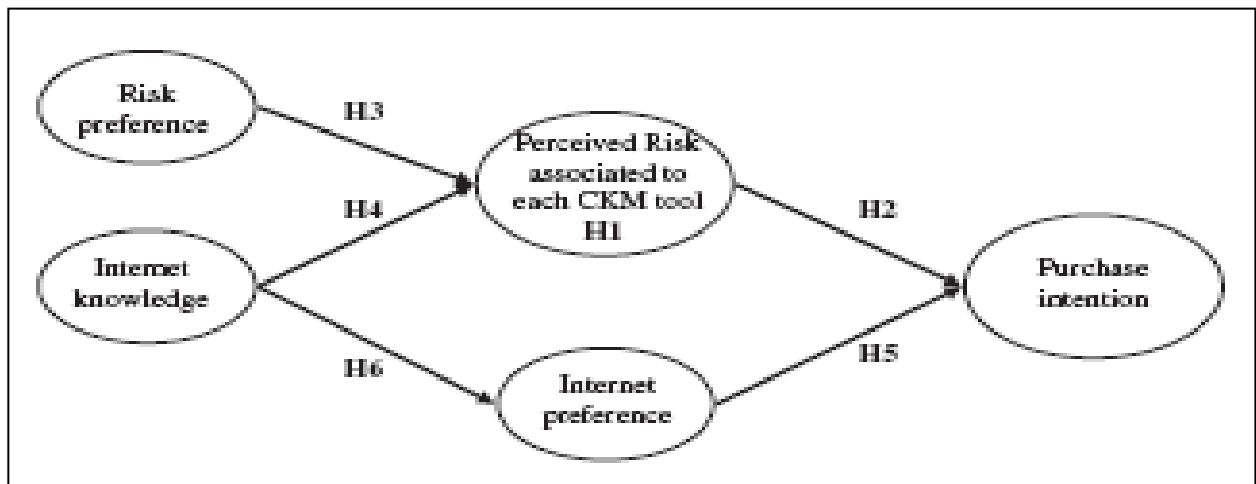 Risk
preference
H3
Perceived Risk
associated to
each CKM tool
H1
H4
H2
Internet
knowledge
Purchase
intention
H6
H5
Internet
preference